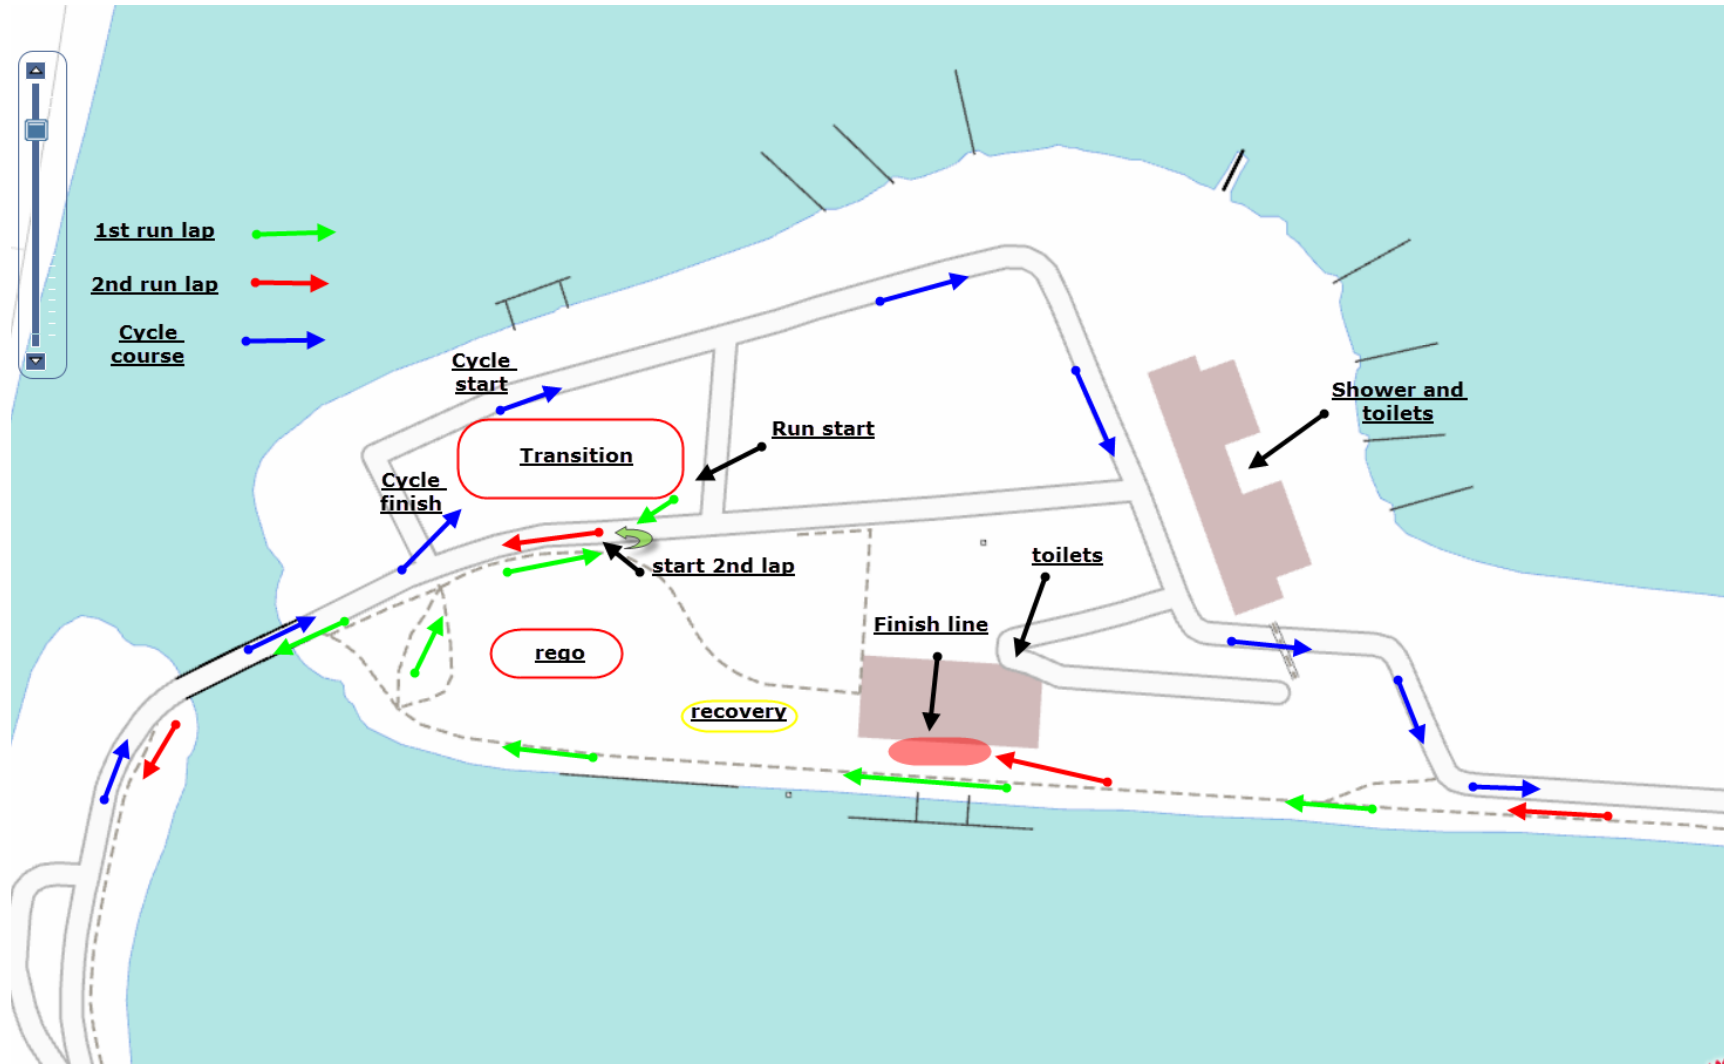 1st run lap
2nd run lap
Cycle
course
Cycle
start
Transition
Run start
Cycle
finish
Shower and
toilets
start 2nd lap
toilets
Finish line
rego
recovery